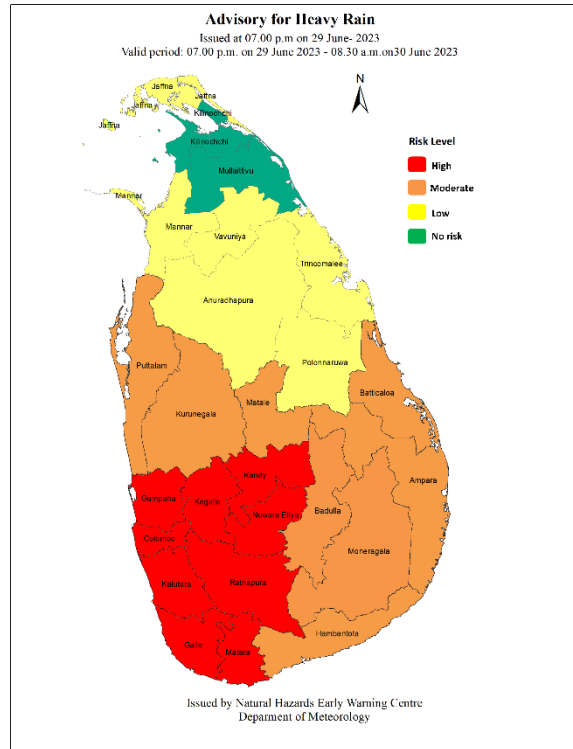 Advisory for Heavy Rain
Issued at 07.00 p.m on 29 June- 2023
Valid period: 07.00 p.m. on 29 June 2023 - 08.30 a.m.on30 June 2023
N
Jaffna
Jaffna
Jaffna
Kilinochchi
Jaffna
Kilinochchi
Mullaittvu
Risk Level
High
Moderate
Low
No risk
Mannar
Mannar
Vavuniya
Trincomalee
Anuradhapura
Polonnaruwa
Puttalam
Batticaloa
Matale
Kurunegala
Kandy
Ampara
Gampaha
Kegalle
Nuwara Eliya
Badulla
Colombo
Moneragala
Kalutara
Ratnapura
Hambantota
Galle
Matara
Issued by Natural Hazards Early Warning Centre
Deparment of Meteorology